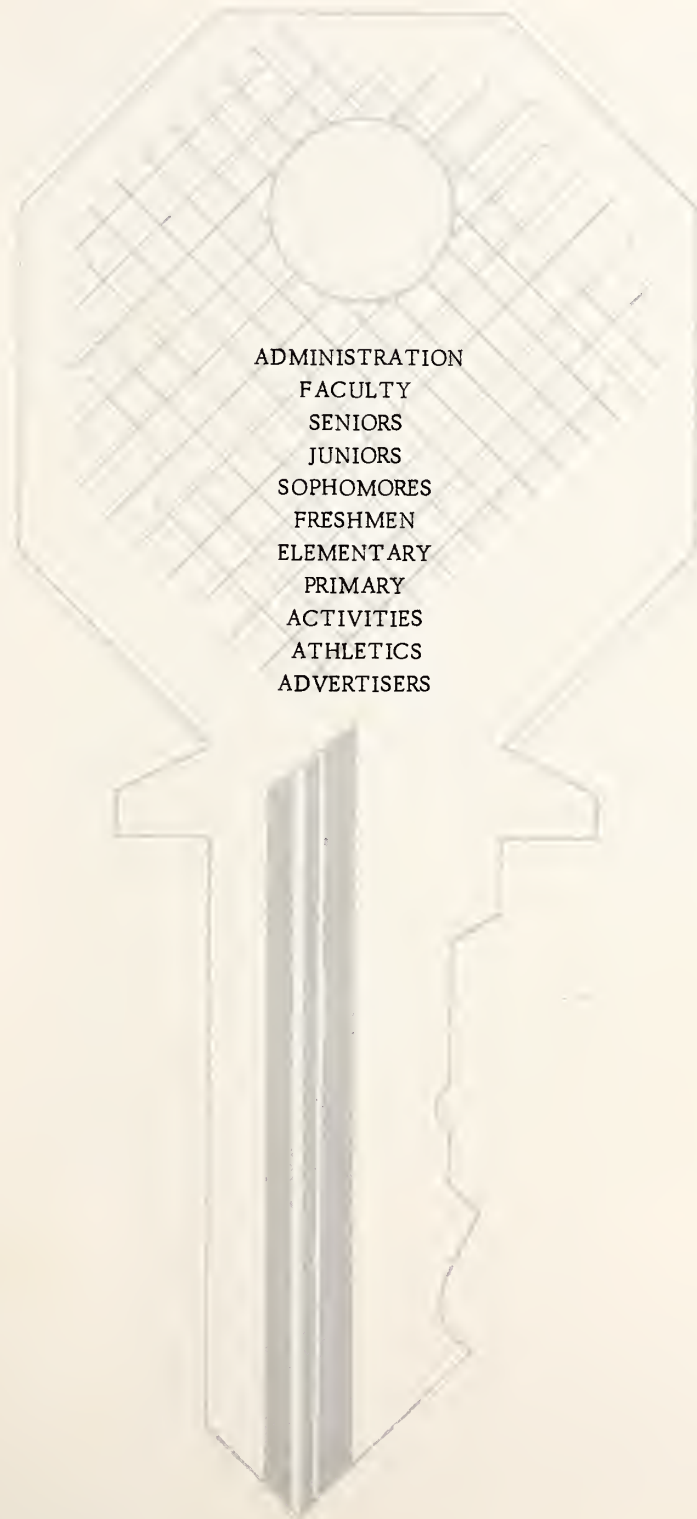 ADMINISTRATION
FACULTY
SENIORS
JUNIORS
SOPHOMORES
FRESHMEN
ELEMENTARY
PRIMARY
ACTIVITIES
ATHLETICS
ADVERTISERS